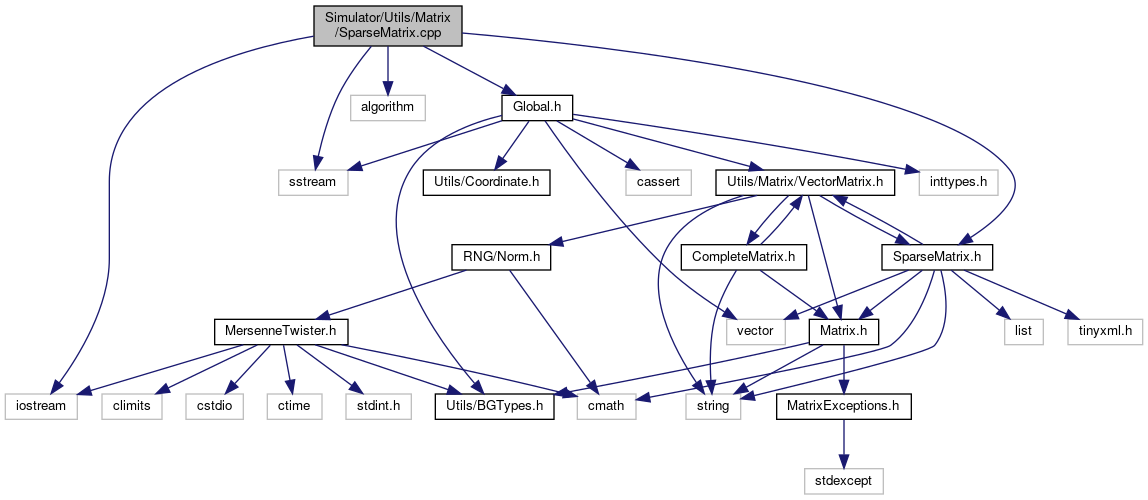 Simulator/Utils/Matrix
/SparseMatrix.cpp
algorithm
Global.h
sstream
Utils/Coordinate.h
cassert
Utils/Matrix/VectorMatrix.h
inttypes.h
RNG/Norm.h
CompleteMatrix.h
SparseMatrix.h
MersenneTwister.h
vector
Matrix.h
list
tinyxml.h
iostream
climits
cstdio
ctime
stdint.h
Utils/BGTypes.h
cmath
string
MatrixExceptions.h
stdexcept